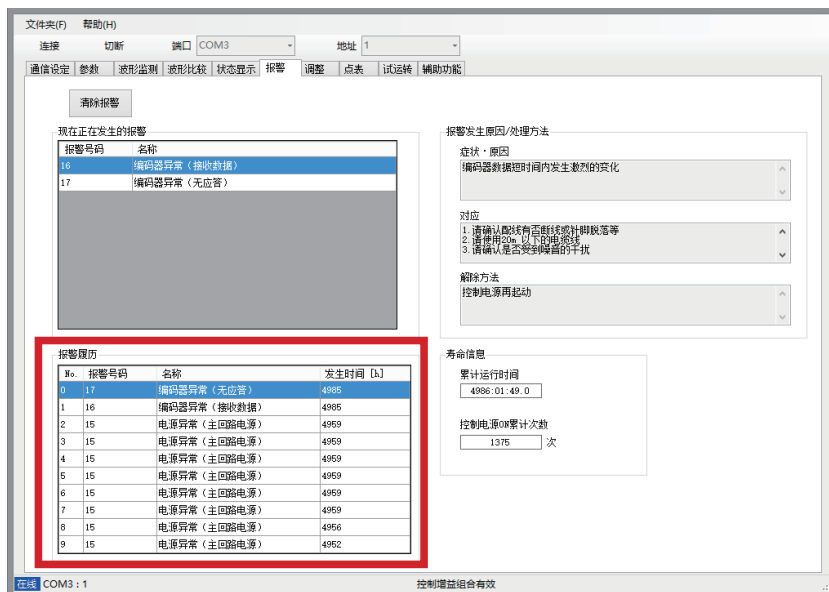 文件夹(F) 帮助(H)
连接 切断 端口 COM3 地址 1
通信设定 参数 波形监测 波形比较 状态显示 报警 调整 点表 试运转 辅助功能
清除报警
现在正在发生的报警
报警号码 名称
16 编码器异常（接收数据）
17 编码器异常（无应答）
报警发生原因/处理方法
症状・原因
编码器数据短时间内发生激烈的变化
对应
1.请确认配线有否断线或针脚脱落等
2.请使用20m 以下的电缆线
3.请确认是否受到噪音的干扰
解除方法
控制电源再起动
报警履历
No. 报警号码 名称 发生时间 [h]
0 17 编码器异常（无应答） 4985
1 16 编码器异常（接收数据） 4985
2 15 电源异常（主回路电源） 4959
3 15 电源异常（主回路电源） 4959
4 15 电源异常（主回路电源） 4959
5 15 电源异常（主回路电源） 4959
6 15 电源异常（主回路电源） 4959
7 15 电源异常（主回路电源） 4959
8 15 电源异常（主回路电源） 4956
9 15 电源异常（主回路电源） 4952
寿命信息
累计运行时间
4986:01:49.0
控制电源ON累计次数
1375 次
在线 COM3 : 1 控制增益组合有效